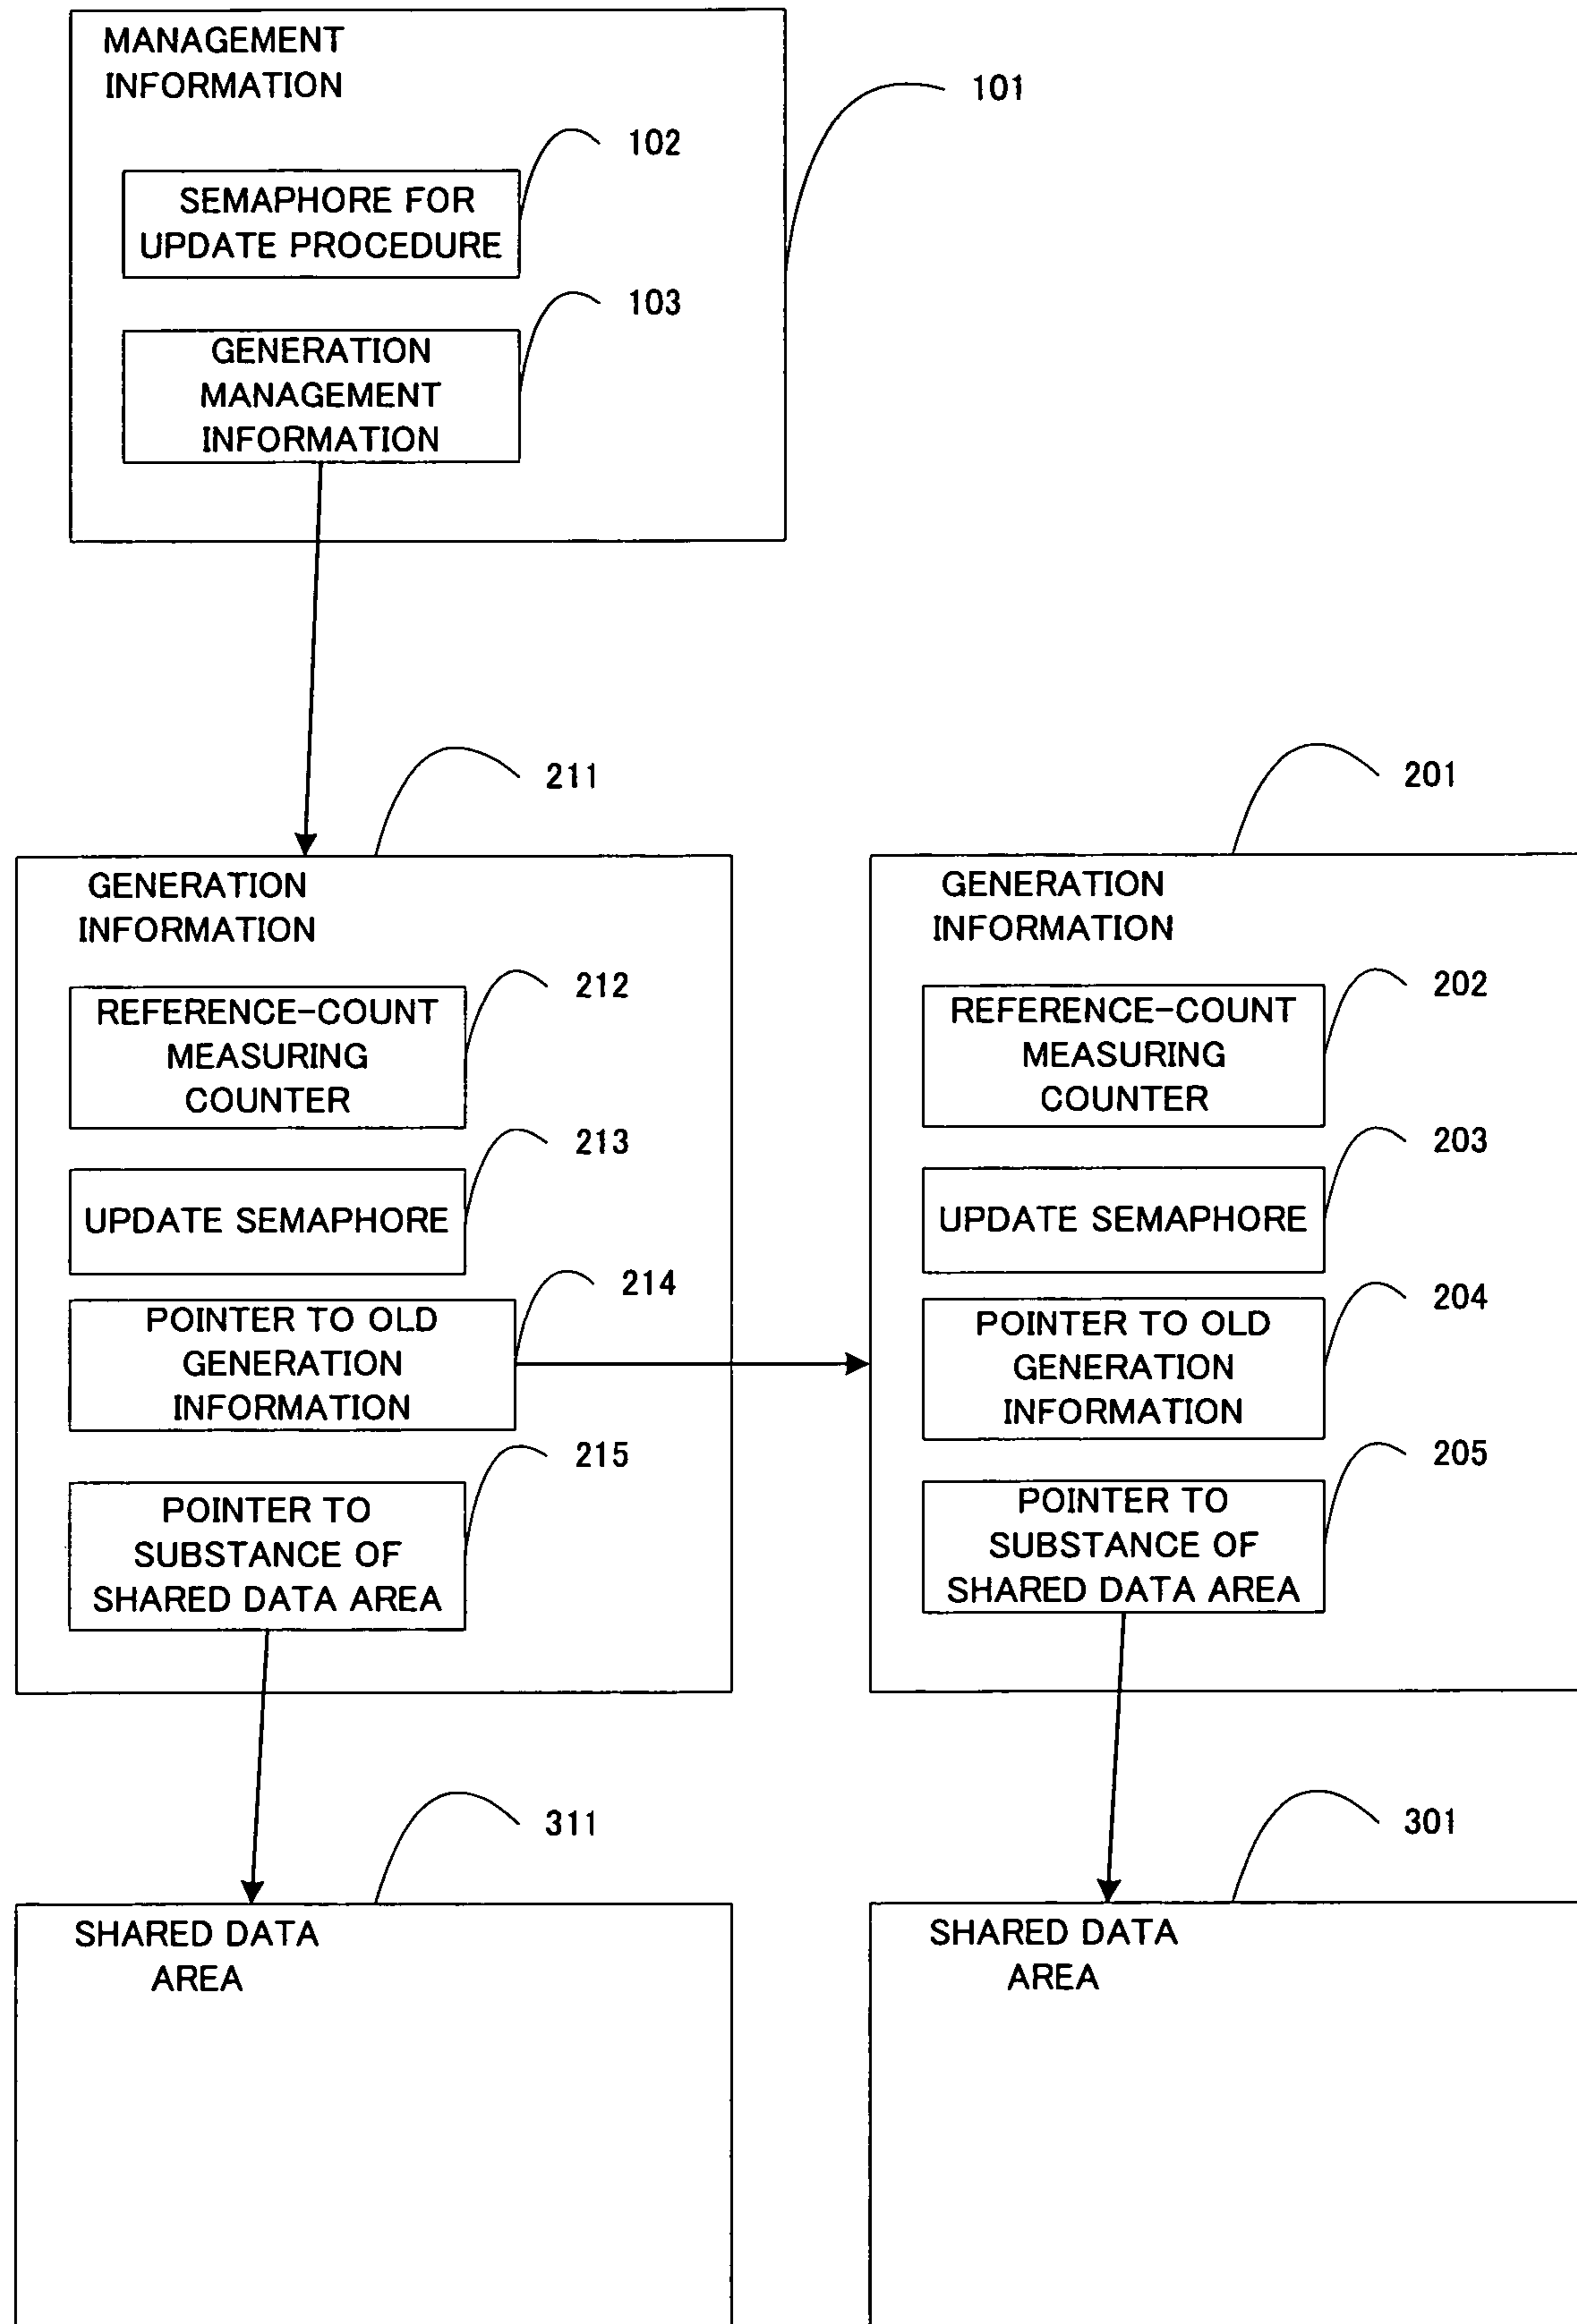 MANAGEMENT
INFORMATION
101
102
SEMAPHORE FOR
UPDATE PROCEDURE
103
GENERATION
MANAGEMENT
INFORMATION
211
GENERATION
INFORMATION
212
REFERENCE-COUNT
MEASURING
COUNTER
213
UPDATE SEMAPHORE
214
POINTER TO OLD
GENERATION
INFORMATION
215
POINTER TO
SUBSTANCE OF
SHARED DATA AREA
201
GENERATION
INFORMATION
202
REFERENCE-COUNT
MEASURING
COUNTER
203
UPDATE SEMAPHORE
204
POINTER TO OLD
GENERATION
INFORMATION
205
POINTER TO
SUBSTANCE OF
SHARED DATA AREA
311
SHARED DATA
AREA
301
SHARED DATA
AREA